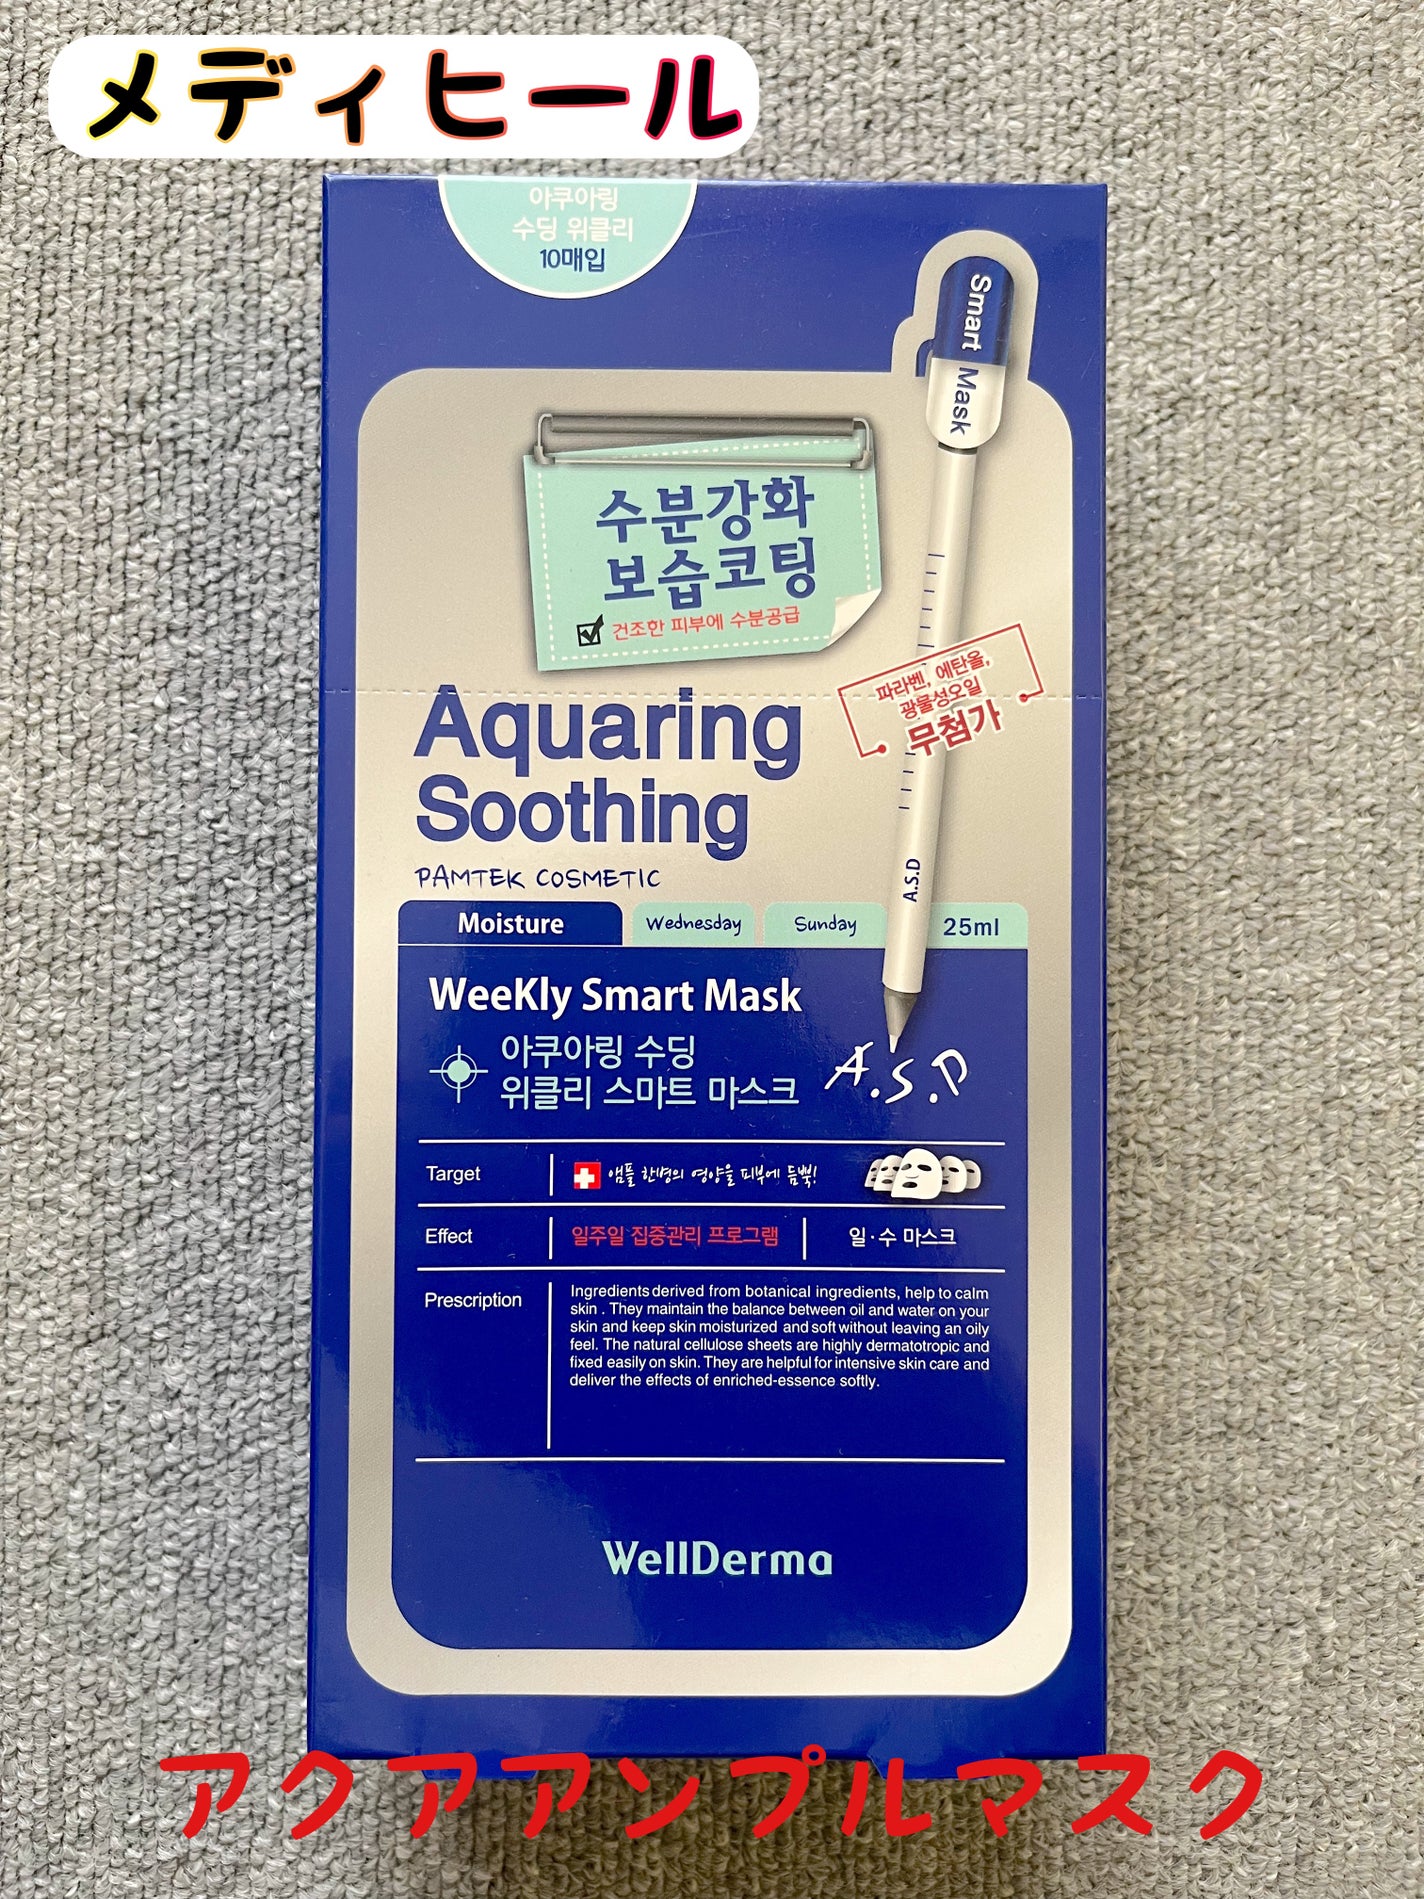 メディヒール
아쿠아링
수딩 위클리
10매입
Smart Mask
수분강화
보습코팅
건조한 피부에 수분공급
파라벤, 에탄올,
광물성오일
무첨가
Aquaring
Soothing
PAMTEK COSMETIC
A.S.D
Moisture
Wednesday
Sunday
25ml
WeeKly Smart Mask
아쿠아링 수딩
위클리 스마트 마스크
A.S.D
Target
앰플 한병의 영양을 피부에 듬뿍!
Effect
일주일 집중관리 프로그램
일·수 마스크
Prescription
Ingredients derived from botanical ingredients, help to calm
skin . They maintain the balance between oil and water on your
skin and keep skin moisturized and soft without leaving an oily
feel. The natural cellulose sheets are highly dermatotropic and
fixed easily on skin. They are helpful for intensive skin care and
deliver the effects of enriched-essence softly.
WellDerma
アクアアンプルマスク